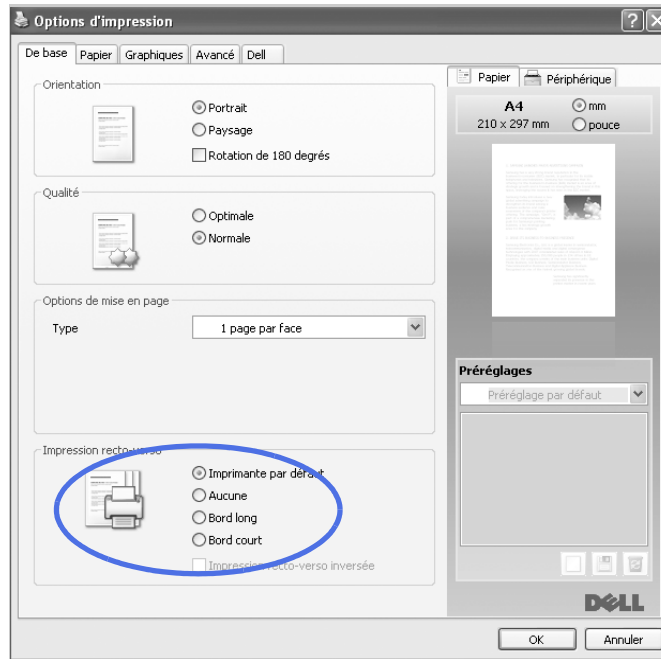 Options d'impression
De base Papier Graphiques Avancé Dell
Orientation
Portrait
Paysage
Rotation de 180 degrés
Qualité
Optimale
Normale
Options de mise en page
Type 1 page par face
Impression recto-verso
Imprimante par défaut
Aucune
Bord long
Bord court
Impression recto-verso inversée
Papier Périphérique
A4 mm
210 x 297 mm pouce
Préréglages
Préréglage par défaut
DELL
OK Annuler